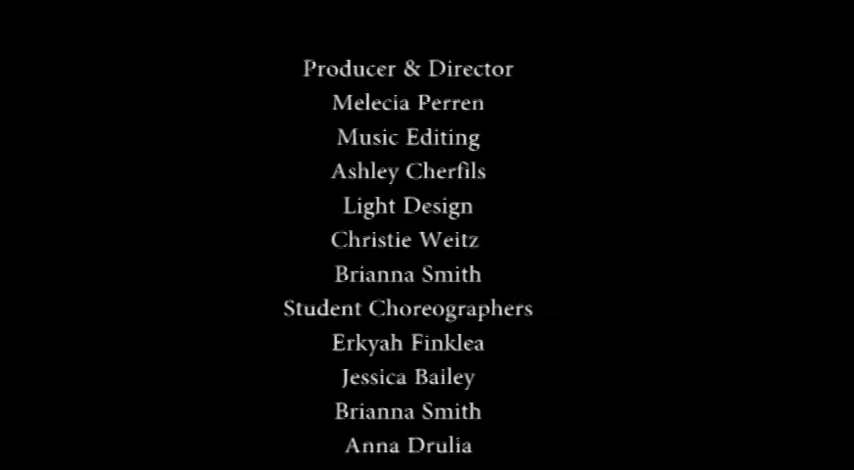 Producer & Director
Melecia Perren
Music Editing
Ashley Cherfils
Light Design
Christie Weitz
Brianna Smith
Student Choreographers
Erkyah Finklea
Jessica Bailey
Brianna Smith
Anna Drulia